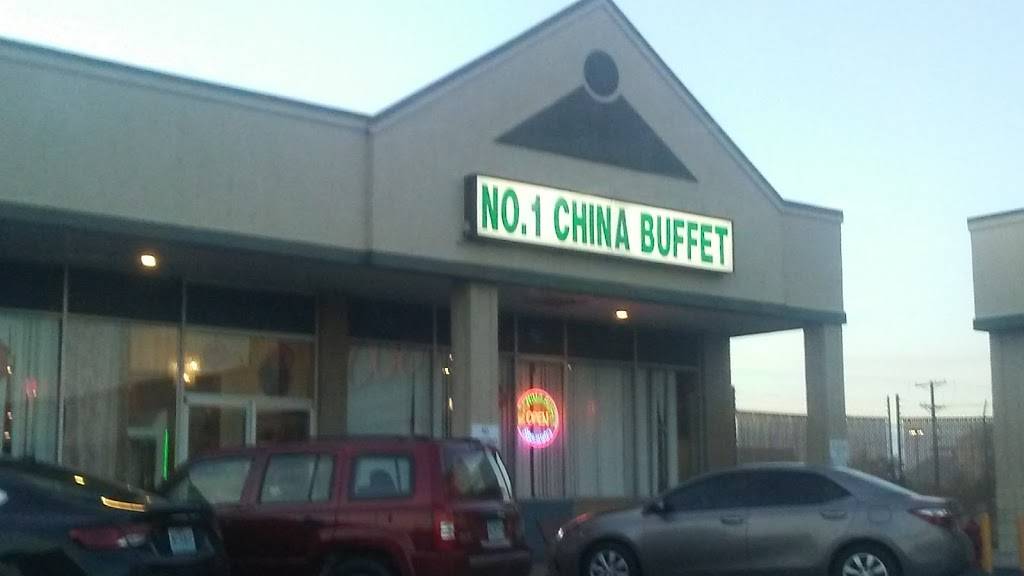 NO.1 CHINA BUFFET
OPEN